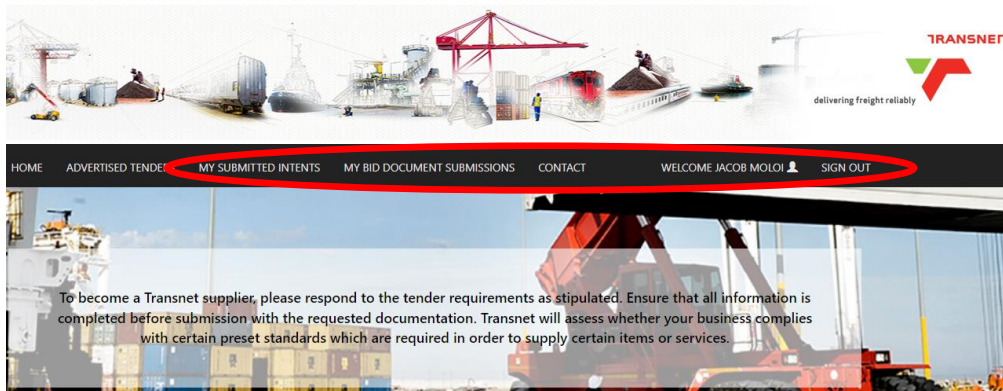 TRANSNET
delivering freight reliably
HOME ADVERTISED TENDE MY SUBMITTED INTENTS MY BID DOCUMENT SUBMISSIONS CONTACT WELCOME JACOB MOLOI SIGN OUT
To become a Transnet supplier, please respond to the tender requirements as stipulated. Ensure that all information is
completed before submission with the requested documentation. Transnet will assess whether your business complies
with certain preset standards which are required in order to supply certain items or services.